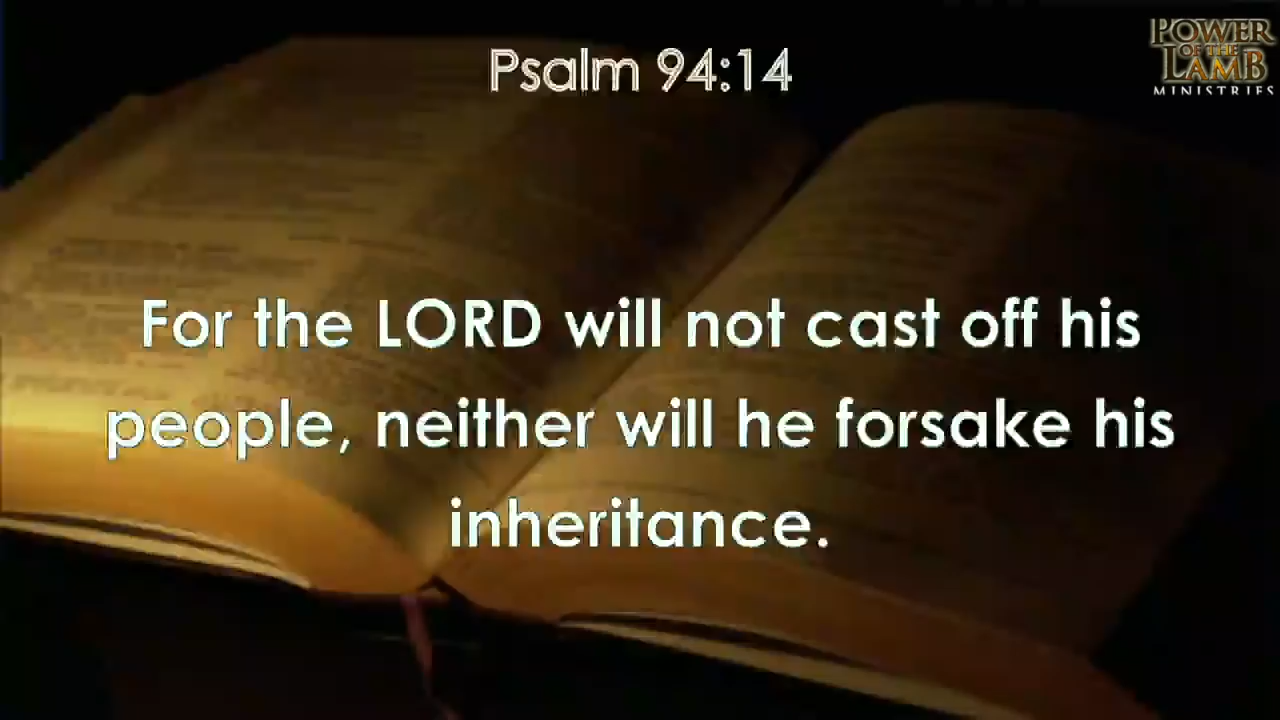 Psalm 94:14
POWER
OF THE
LAMB
MINISTRIES
For the LORD will not cast off his
people, neither will he forsake his
inheritance.